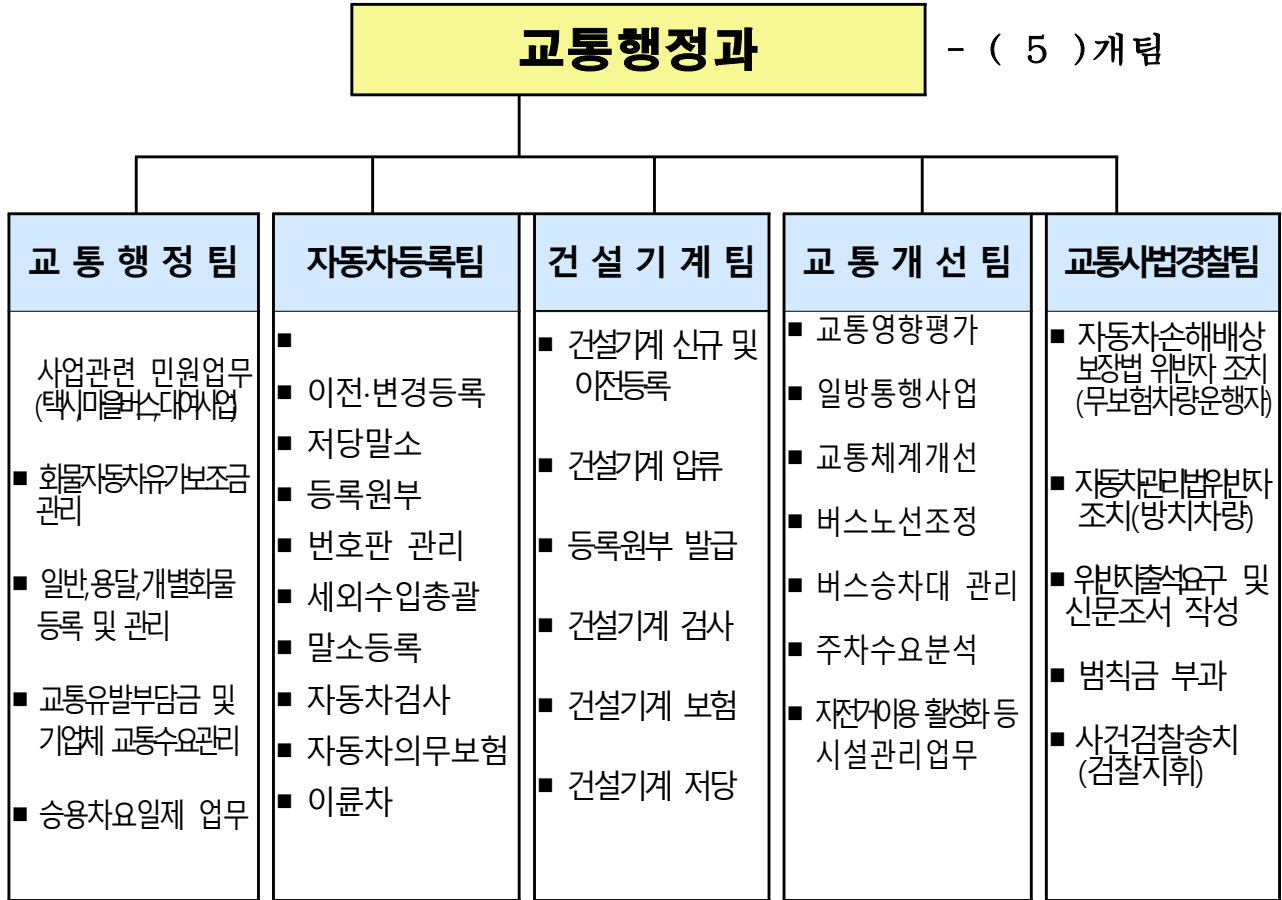 교통행정과 - ( 5 )개팀
교 통 행 정 팀
사업관련 민원업무
(택시,마을버스,대여사업)
■ 화물자동차유가보조금
관리
■ 일반,용달,개별화물
등록 및 관리
■ 교통유발부담금 및
기업체 교통수요관리
■ 승용차요일제 업무
자동차등록팀
■
■ 이전·변경등록
■ 저당말소
■ 등록원부
■ 번호판 관리
■ 세외수입총괄
■ 말소등록
■ 자동차검사
■ 자동차의무보험
■ 이륜차
건 설 기 계 팀
■ 건설기계 신규 및
이전등록
■ 건설기계 압류
■ 등록원부 발급
■ 건설기계 검사
■ 건설기계 보험
■ 건설기계 저당
교 통 개 선 팀
■ 교통영향평가
■ 일방통행사업
■ 교통체계개선
■ 버스노선조정
■ 버스승차대 관리
■ 주차수요분석
■ 자전거이용 활성화 등
시설관리업무
교통사법경찰팀
■ 자동차손해배상
보장법 위반자 조치
(무보험차량운행자)
■ 자동차관리법위반자
조치(방치차량)
■ 위반자출석요구 및
신문조서 작성
■ 범칙금 부과
■ 사건검찰송치
(검찰지휘)